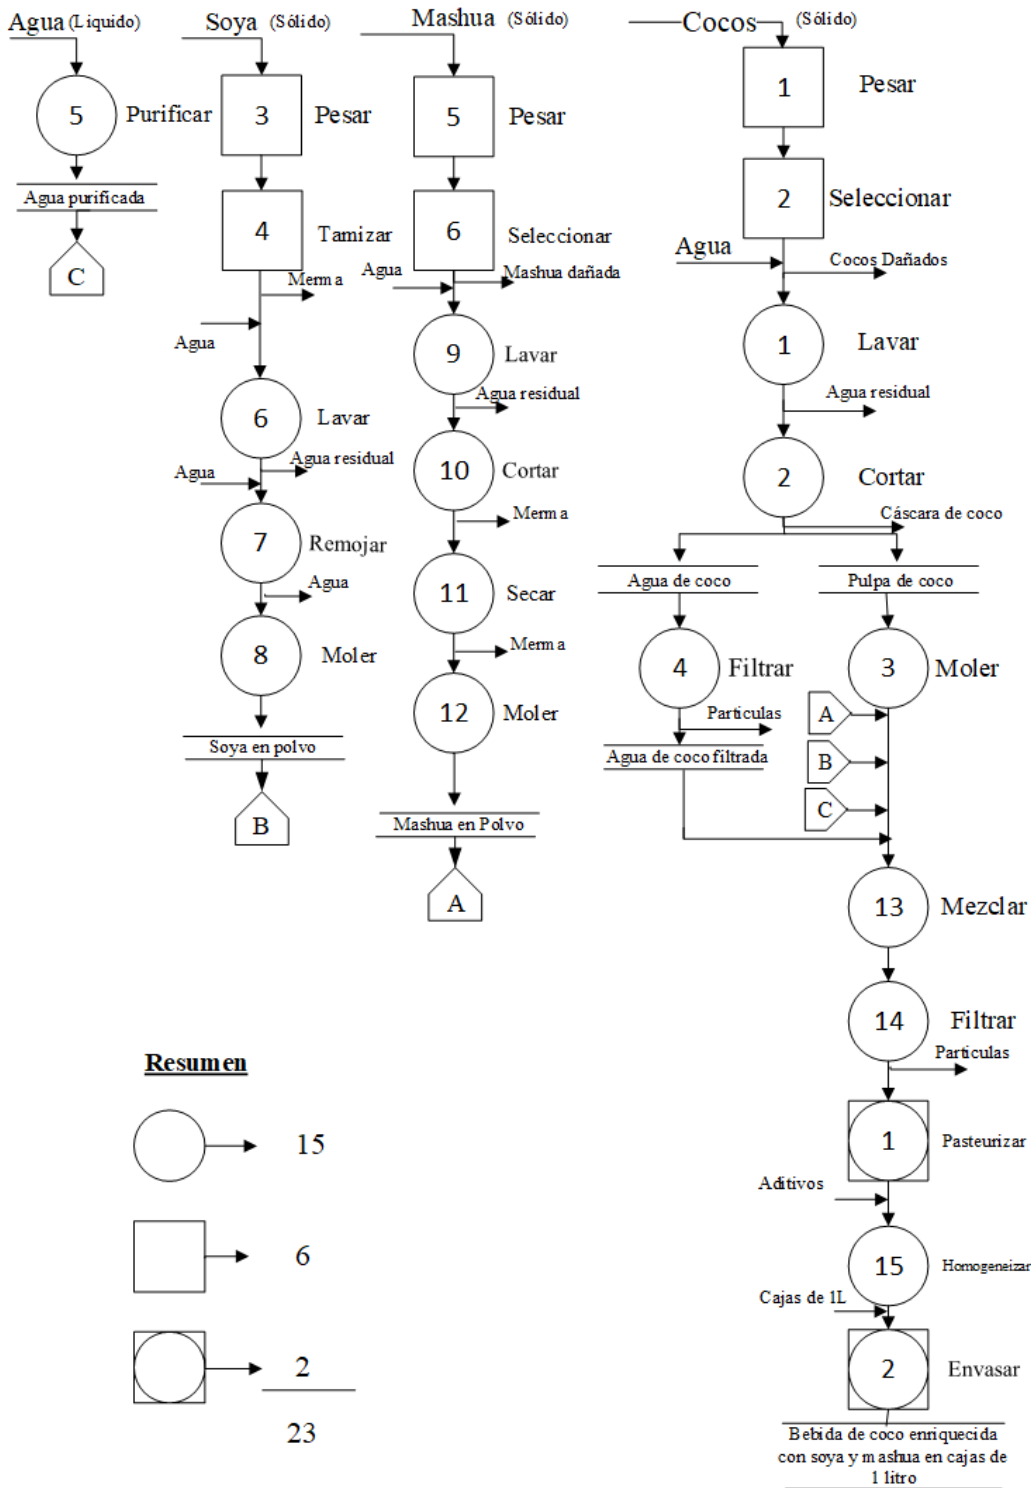 Agua (Liquido)
5
Purificar
Agua purificada
C
Soya (Sólido)
3
Pesar
4
Tamizar
Merma
Agua
6
Lavar
Agua residual
Agua
7
Remojar
Agua
8
Moler
Soya en polvo
B
Mashua (Sólido)
5
Pesar
6
Seleccionar
Mashua dañada
Agua
9
Lavar
Agua residual
10
Cortar
Merma
11
Secar
Merma
12
Moler
Mashua en Polvo
A
Cocos (Sólido)
1
Pesar
2
Seleccionar
Agua
Cocos Dañados
1
Lavar
Agua residual
2
Cortar
Cáscara de coco
Agua de coco
Pulpa de coco
4
Filtrar
3
Moler
Particulas
Agua de coco filtrada
A
B
C
13
Mezclar
14
Filtrar
Particulas
1
Pasteurizar
Aditivos
15
Homogeneizar
Cajas de 1L
2
Envasar
Bebida de coco enriquecida
con soya y mashua en cajas de
1 litro
Resumen
15
6
2
23